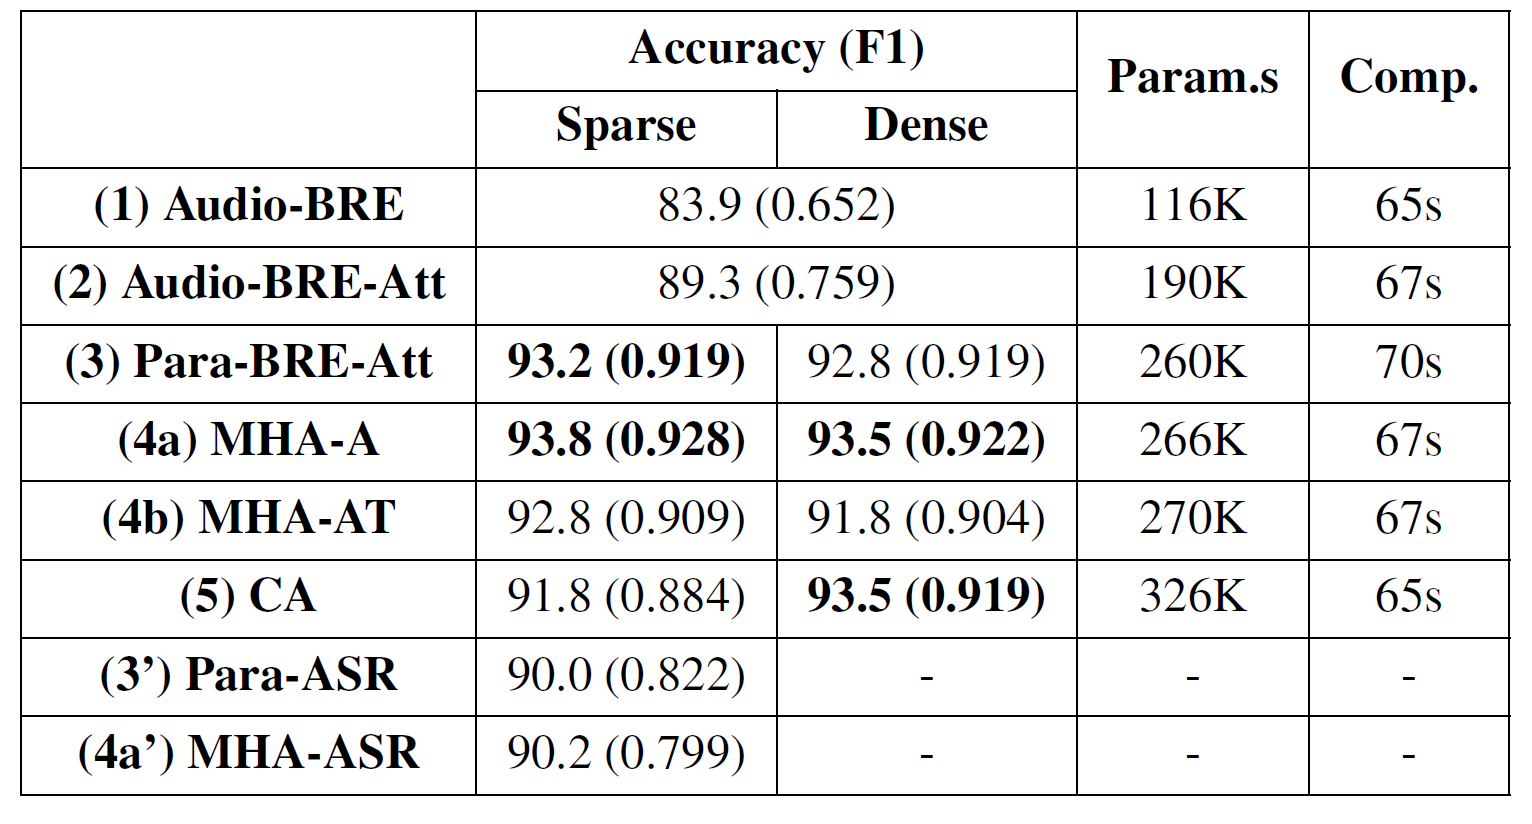 Accuracy (F1) Param.s Comp.
Sparse Dense
(1) Audio-BRE 83.9 (0.652) 116K 65s
(2) Audio-BRE-Att 89.3 (0.759) 190K 67s
(3) Para-BRE-Att 93.2 (0.919) 92.8 (0.919) 260K 70s
(4a) MHA-A 93.8 (0.928) 93.5 (0.922) 266K 67s
(4b) MHA-AT 92.8 (0.909) 91.8 (0.904) 270K 67s
(5) CA 91.8 (0.884) 93.5 (0.919) 326K 65s
(3’) Para-ASR 90.0 (0.822) - - -
(4a’) MHA-ASR 90.2 (0.799) - - -